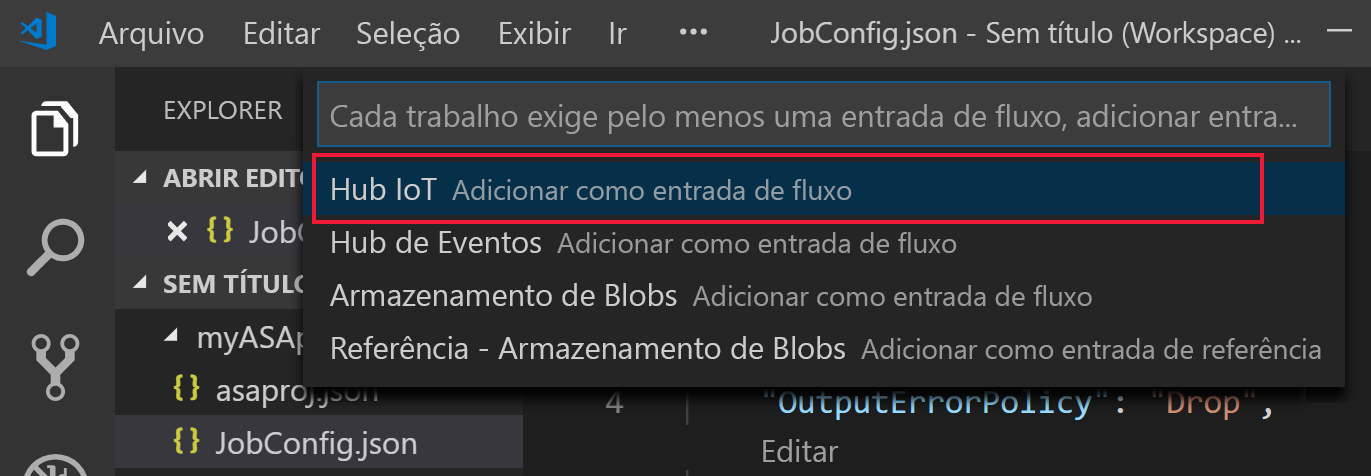 Arquivo Editar Seleção Exibir Ir ··· JobConfig.json - Sem título (Workspace) ...
EXPLORER
Cada trabalho exige pelo menos uma entrada de fluxo, adicionar entra...
ABRIR EDITO
Hub IoT Adicionar como entrada de fluxo
{} Job
Hub de Eventos Adicionar como entrada de fluxo
SEM TÍTULO
Armazenamento de Blobs Adicionar como entrada de fluxo
myASAp
Referência - Armazenamento de Blobs Adicionar como entrada de referência
{} asaproj.json
4 "OutputErrorPolicy": "Drop",
{} JobConfig.json
Editar